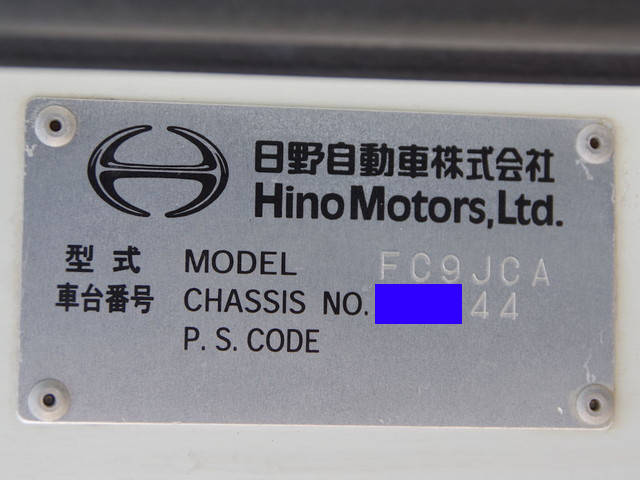 日野自動車株式会社
Hino Motors, Ltd.
型式 MODEL FC9JCA
車台番号 CHASSIS NO. 44
P. S. CODE